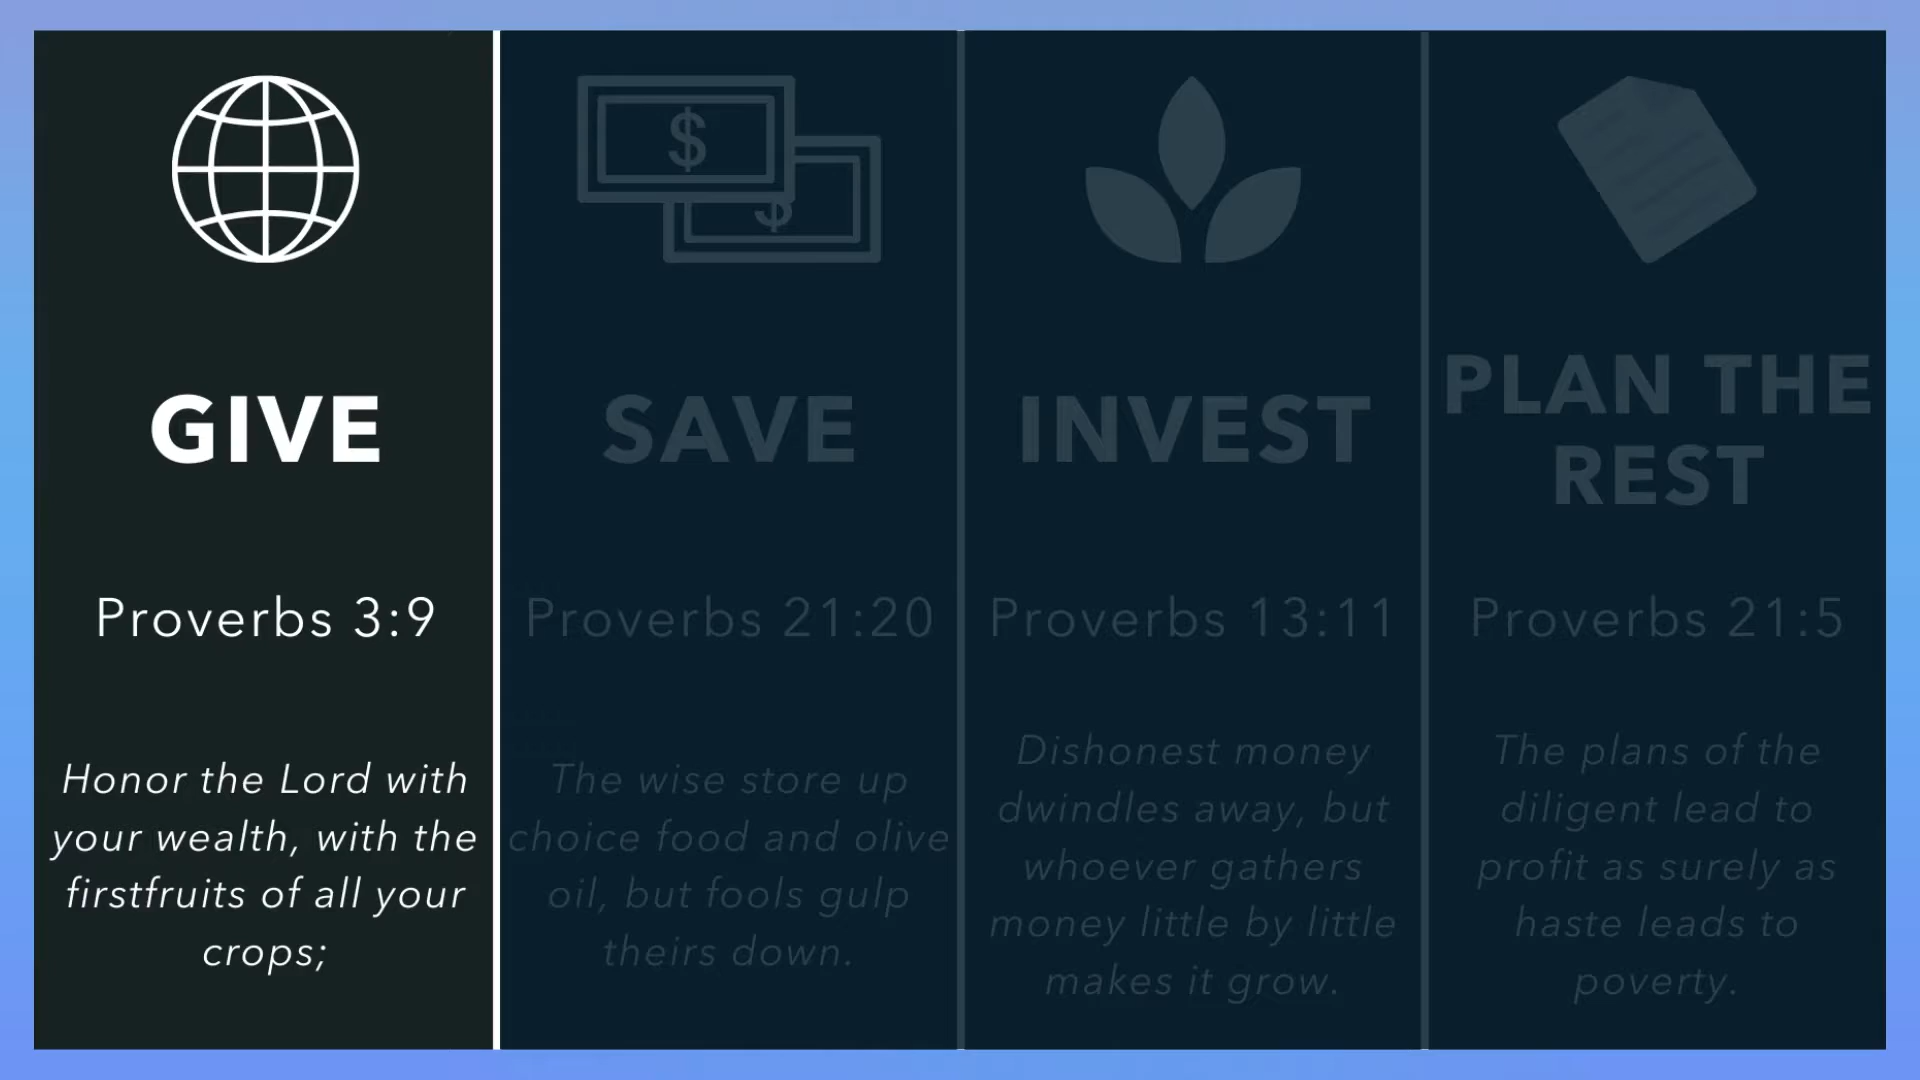 GIVE
Proverbs 3:9
Honor the Lord with
your wealth, with the
firstfruits of all your
crops;
$
$
SAVE
Proverbs 21:20
The wise store up
choice food and olive
oil, but fools gulp
theirs down.
INVEST
Proverbs 13:11
Dishonest money
dwindles away, but
whoever gathers
money little by little
makes it grow.
PLAN THE
REST
Proverbs 21:5
The plans of the
diligent lead to
profit as surely as
haste leads to
poverty.